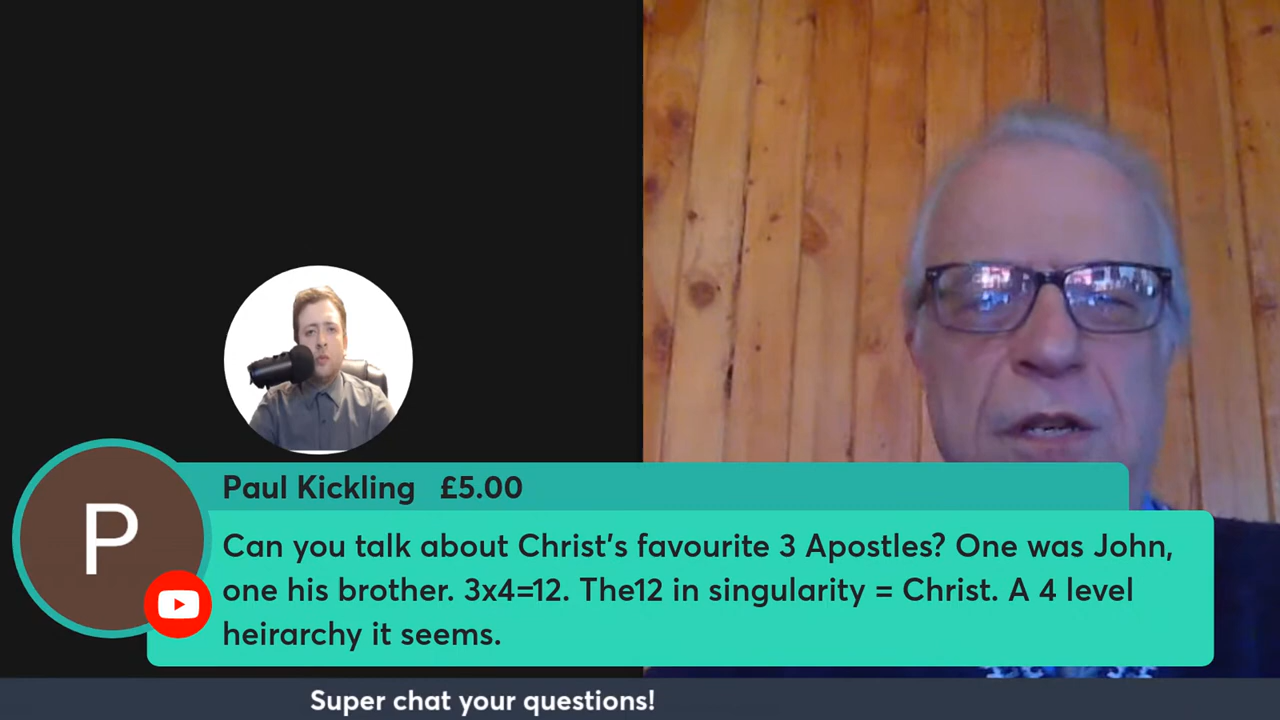 P
Paul Kickling £5.00
Can you talk about Christ's favourite 3 Apostles? One was John,
one his brother. 3x4=12. The12 in singularity = Christ. A 4 level
heirarchy it seems.
Super chat your questions!